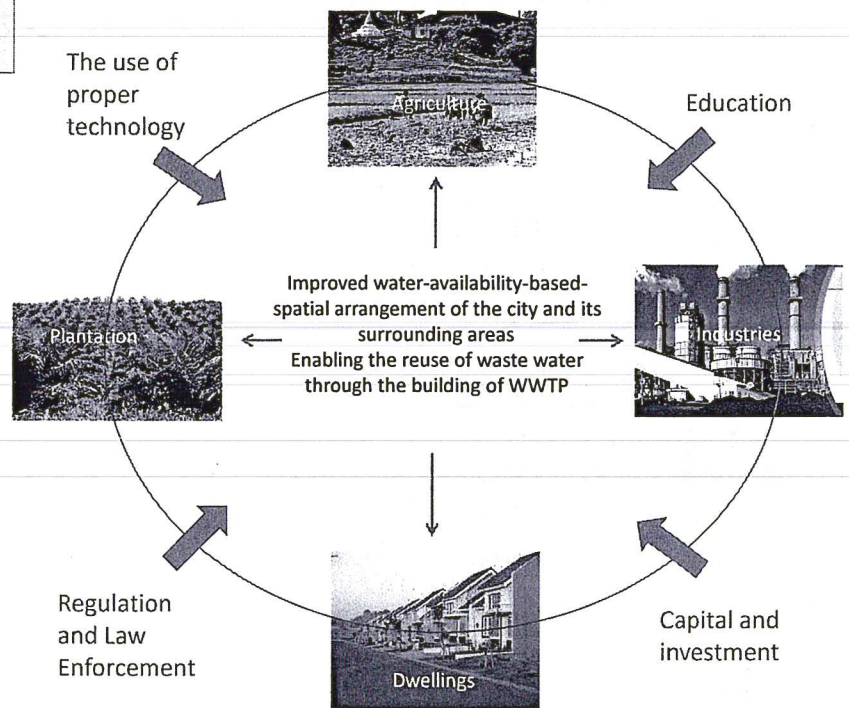 The use of
proper
technology
Agriculture
Education
Improved water-availability-based-
spatial arrangement of the city and its
surrounding areas
Enabling the reuse of waste water
through the building of WWTP
Plantation
Industries
Regulation
and Law
Enforcement
Dwellings
Capital and
investment